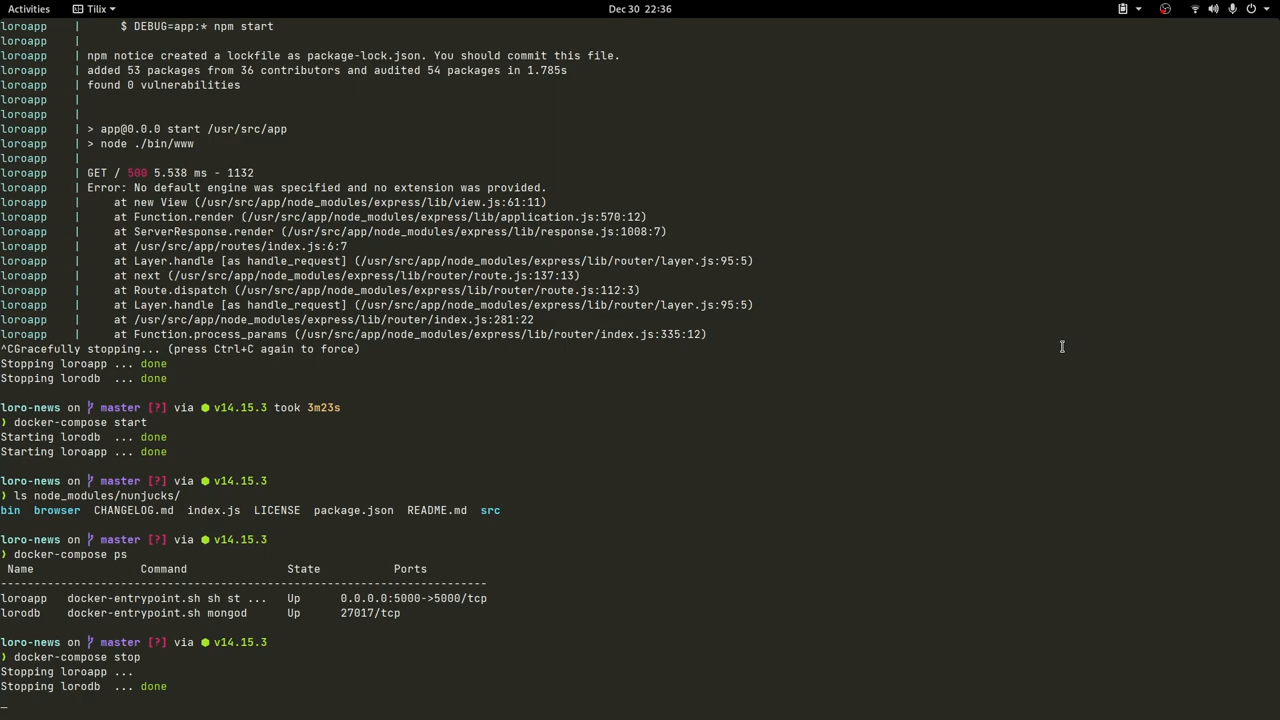 Activities Tilix Dec 30 22:36
loroapp | $ DEBUG=app:* npm start
loroapp |
loroapp | npm notice created a lockfile as package-lock.json. You should commit this file.
loroapp | added 53 packages from 36 contributors and audited 54 packages in 1.785s
loroapp | found 0 vulnerabilities
loroapp |
loroapp |
loroapp | > app@0.0.0 start /usr/src/app
loroapp | > node ./bin/www
loroapp |
loroapp | GET / 500 5.538 ms - 1132
loroapp | Error: No default engine was specified and no extension was provided.
loroapp | at new View (/usr/src/app/node_modules/express/lib/view.js:61:11)
loroapp | at Function.render (/usr/src/app/node_modules/express/lib/application.js:570:12)
loroapp | at ServerResponse.render (/usr/src/app/node_modules/express/lib/response.js:1008:7)
loroapp | at /usr/src/app/routes/index.js:6:7
loroapp | at Layer.handle [as handle_request] (/usr/src/app/node_modules/express/lib/router/layer.js:95:5)
loroapp | at next (/usr/src/app/node_modules/express/lib/router/route.js:137:13)
loroapp | at Route.dispatch (/usr/src/app/node_modules/express/lib/router/route.js:112:3)
loroapp | at Layer.handle [as handle_request] (/usr/src/app/node_modules/express/lib/router/layer.js:95:5)
loroapp | at /usr/src/app/node_modules/express/lib/router/index.js:281:22
loroapp | at Function.process_params (/usr/src/app/node_modules/express/lib/router/index.js:335:12)
^CGracefully stopping... (press Ctrl+C again to force)
Stopping loroapp ... done
Stopping lorodb ... done
loro-news on master [?] via ⬢ v14.15.3 took 3m23s
❯ docker-compose start
Starting lorodb ... done
Starting loroapp ... done
loro-news on master [?] via ⬢ v14.15.3
❯ ls node_modules/nunjucks/
bin browser CHANGELOG.md index.js LICENSE package.json README.md src
loro-news on master [?] via ⬢ v14.15.3
❯ docker-compose ps
Name Command State Ports
------------------------------------------------------------------------
loroapp docker-entrypoint.sh sh st ... Up 0.0.0.0:5000->5000/tcp
lorodb docker-entrypoint.sh mongod Up 27017/tcp
loro-news on master [?] via ⬢ v14.15.3
❯ docker-compose stop
Stopping loroapp ...
Stopping lorodb ... done